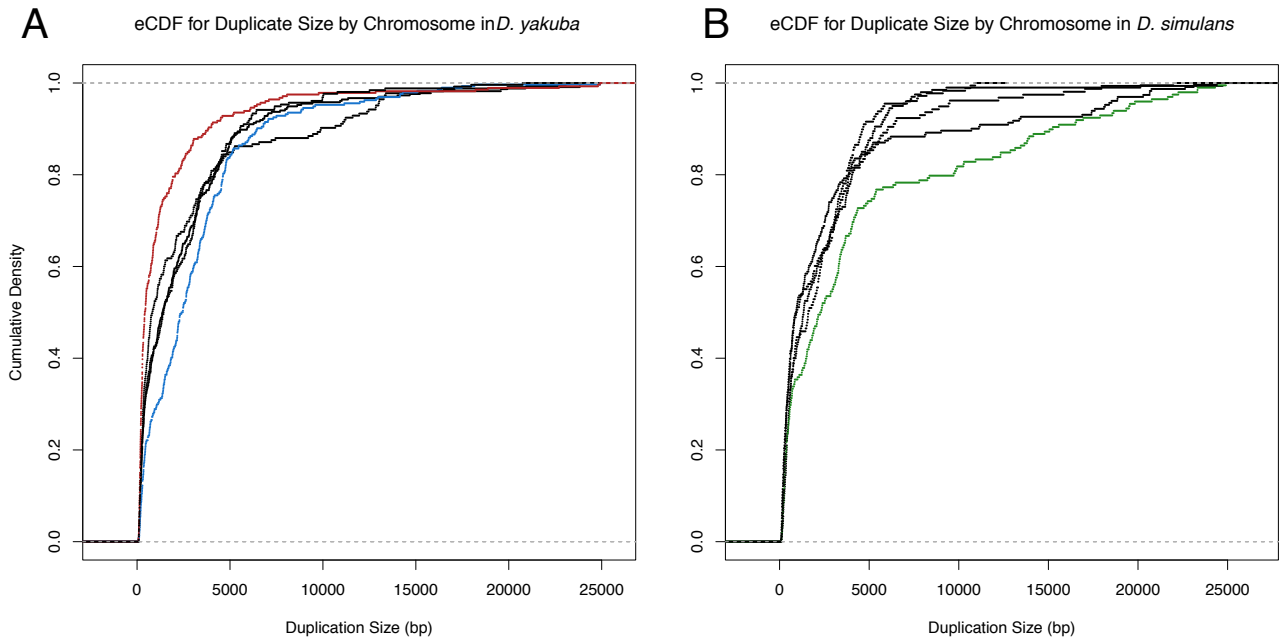 A
eCDF for Duplicate Size by Chromosome in D. yakuba
Cumulative Density
1.0
0.8
0.6
0.4
0.2
0.0
0 5000 10000 15000 20000 25000
Duplication Size (bp)
B
eCDF for Duplicate Size by Chromosome in D. simulans
1.0
0.8
0.6
0.4
0.2
0.0
0 5000 10000 15000 20000 25000
Duplication Size (bp)